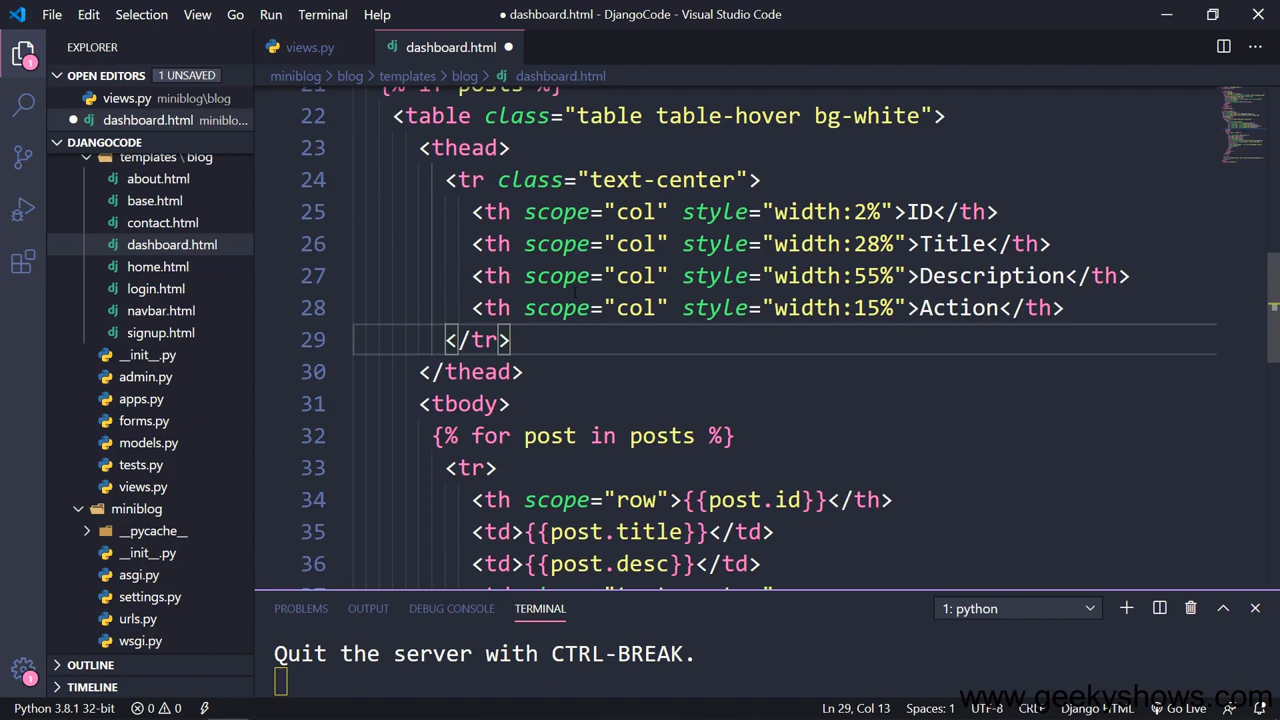 File Edit Selection View Go Run Terminal Help
● dashboard.html - DjangoCode - Visual Studio Code
EXPLORER
views.py
dashboard.html ●
OPEN EDITORS 1 UNSAVED
miniblog > blog > templates > blog > dashboard.html
views.py miniblog\blog
● dashboard.html miniblo...
DJANGOCODE
templates \ blog
about.html
base.html
contact.html
dashboard.html
home.html
login.html
navbar.html
signup.html
__init__.py
admin.py
apps.py
forms.py
models.py
tests.py
views.py
miniblog
__pycache__
__init__.py
asgi.py
settings.py
urls.py
wsgi.py
OUTLINE
TIMELINE
21 {% if posts %}
22 <table class="table table-hover bg-white">
23 <thead>
24 <tr class="text-center">
25 <th scope="col" style="width:2%">ID</th>
26 <th scope="col" style="width:28%">Title</th>
27 <th scope="col" style="width:55%">Description</th>
28 <th scope="col" style="width:15%">Action</th>
29 </tr>
30 </thead>
31 <tbody>
32 {% for post in posts %}
33 <tr>
34 <th scope="row">{{post.id}}</th>
35 <td>{{post.title}}</td>
36 <td>{{post.desc}}</td>
PROBLEMS OUTPUT DEBUG CONSOLE TERMINAL 1: python
Quit the server with CTRL-BREAK.
www.geekyshows.com
Python 3.8.1 32-bit 0 0 Ln 29, Col 13 Spaces: 1 UTF-8 CRLF Django HTML Go Live